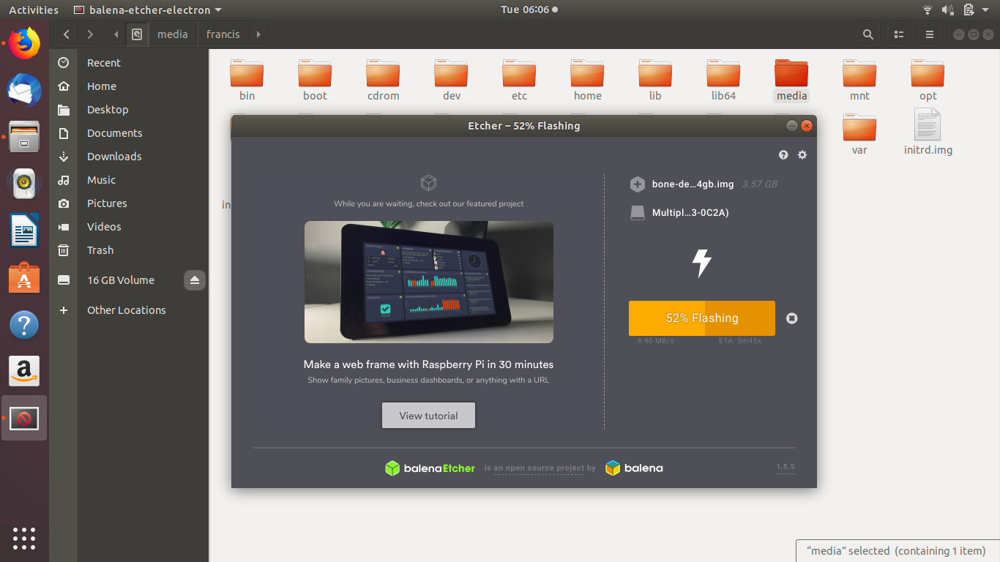 Activities balena-etcher-electron Tue 06:06
media francis
Recent
Home
Desktop
Documents
Downloads
Music
Pictures
Videos
Trash
16 GB Volume
Other Locations
bin boot cdrom dev etc home lib lib64 media mnt opt
var initrd.img
in
Etcher – 52% Flashing
While you are waiting, check out our featured project
Make a web frame with Raspberry Pi in 30 minutes
Show family pictures, business dashboards, or anything with a URL
View tutorial
bone-de...4gb.img 3.57 GB
Multipl...3-0C2A)
52% Flashing
4.90 MB/s ETA: 5m45s
balenaEtcher is an open source project by balena
1.5.5
“media” selected (containing 1 item)